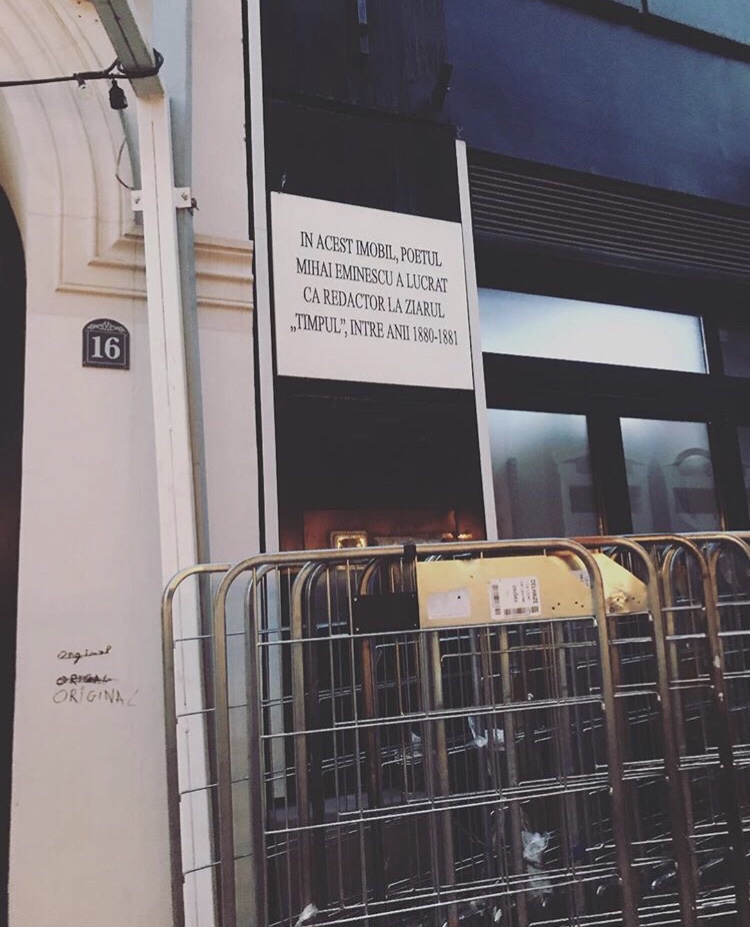 IN ACEST IMOBIL, POETUL
MIHAI EMINESCU A LUCRAT
CA REDACTOR LA ZIARUL
„TIMPUL”, INTRE ANII 1880-1881
16
Original
ORIGINAL